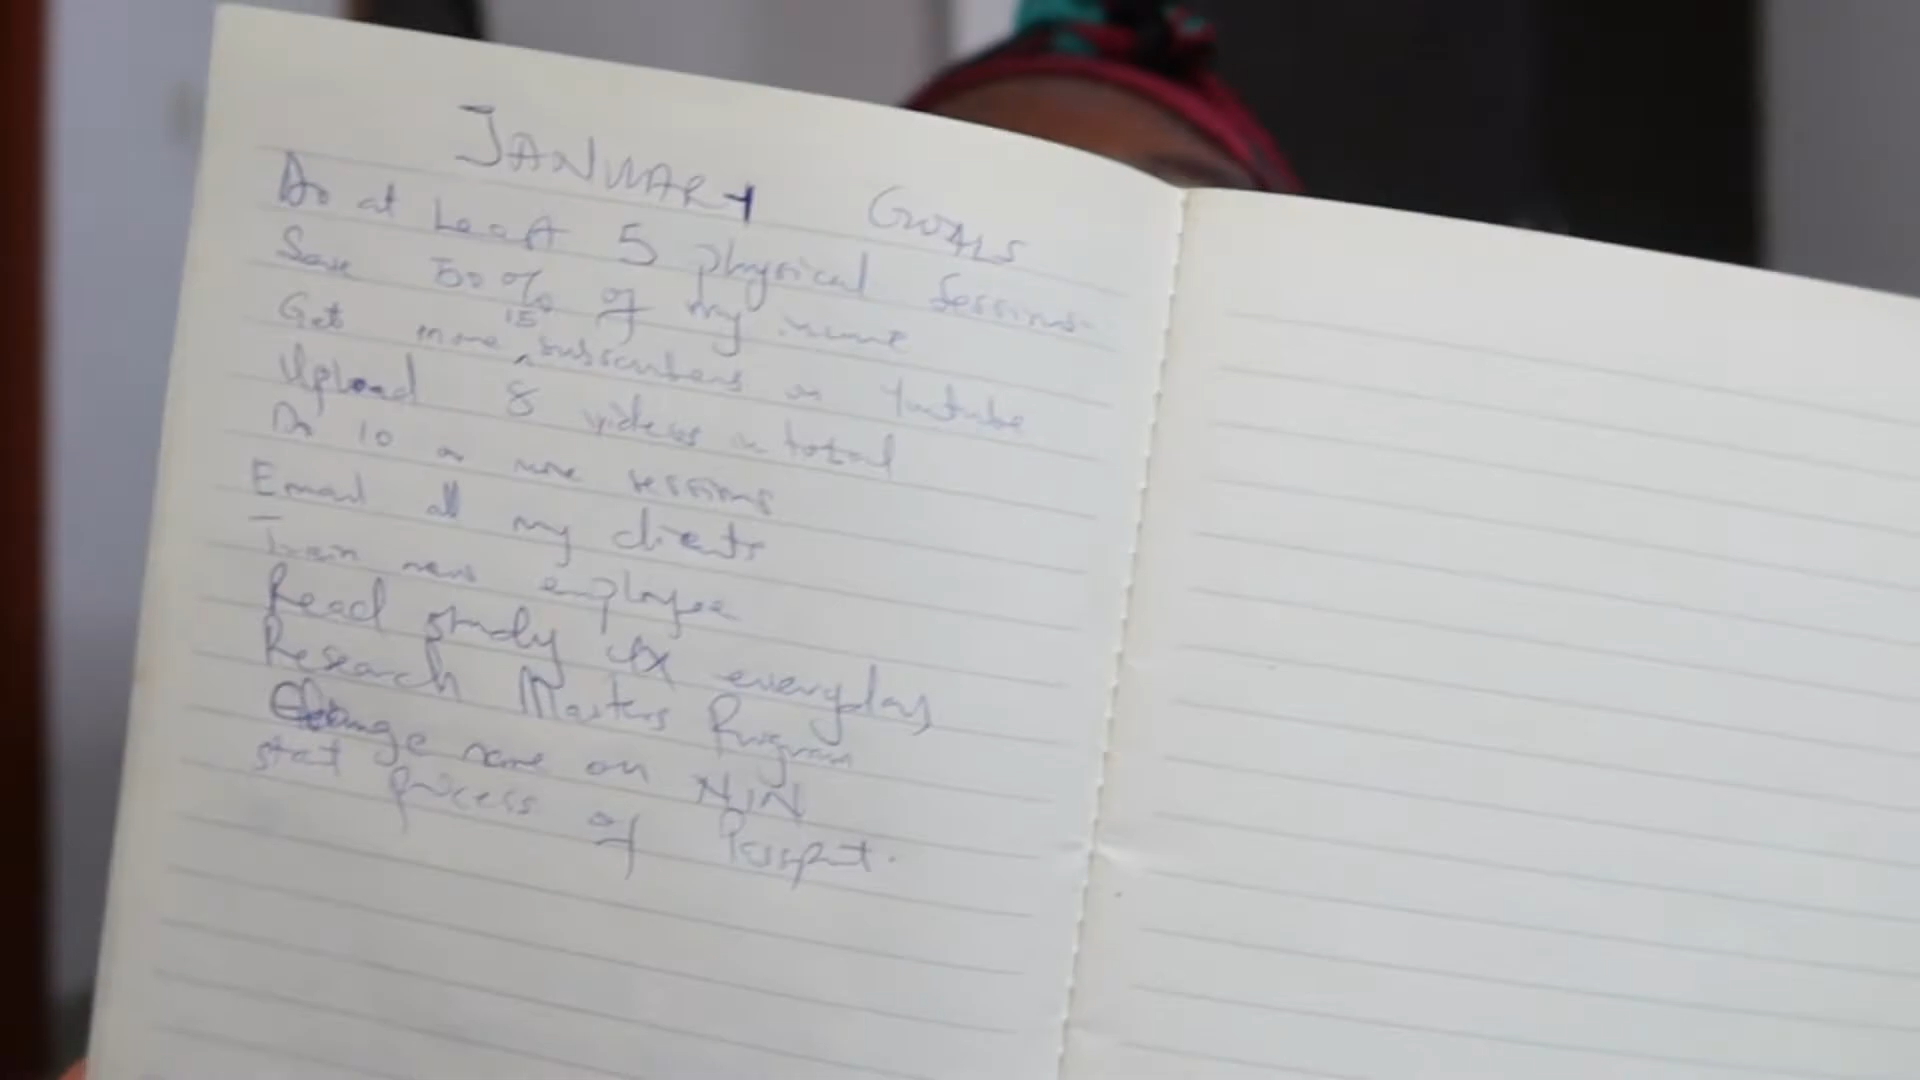 JANUARY GOALS
Do at Least 5 physical sessions
Save 50% of my
Get more 15 subscribers on Youtube
Upload 8 videos in total
Do 10 or more sessions
Email all my clients
Train new employee
Read study UX everyday
Research Masters Program
Change name on NIN
start process of Passport.